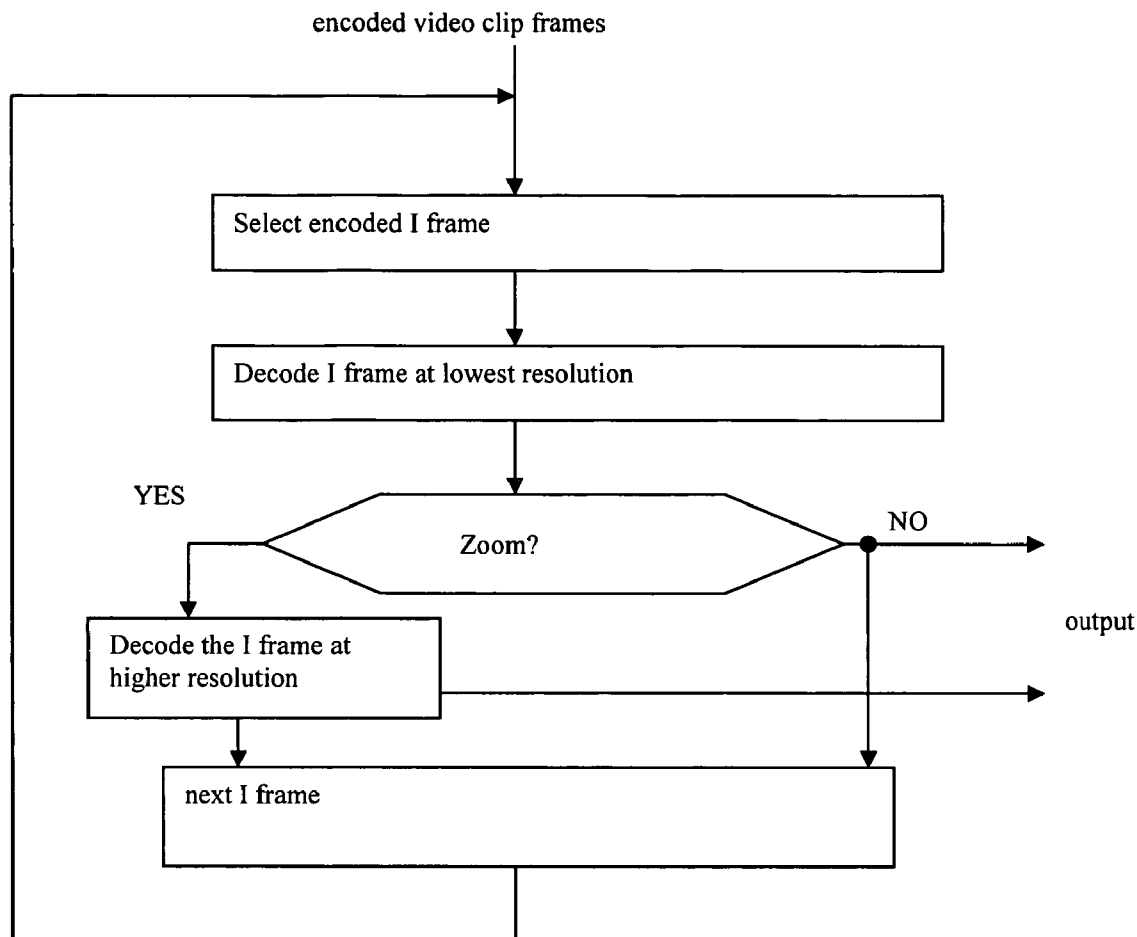 encoded video clip frames
Select encoded I frame
Decode I frame at lowest resolution
YES
NO
Zoom?
output
Decode the I frame at
higher resolution
next I frame